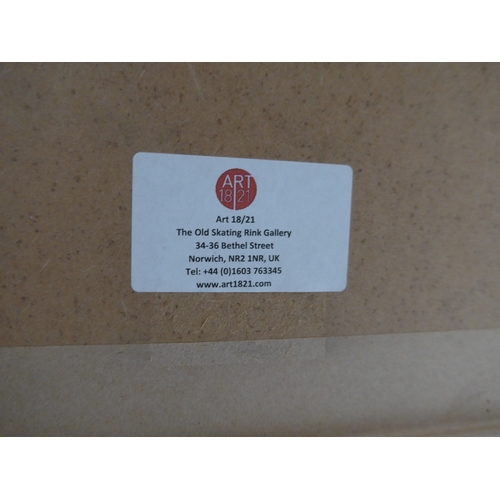 ART
18 21
Art 18/21
The Old Skating Rink Gallery
34-36 Bethel Street
Norwich, NR2 1NR, UK
Tel: +44 (0)1603 763345
www.art1821.com